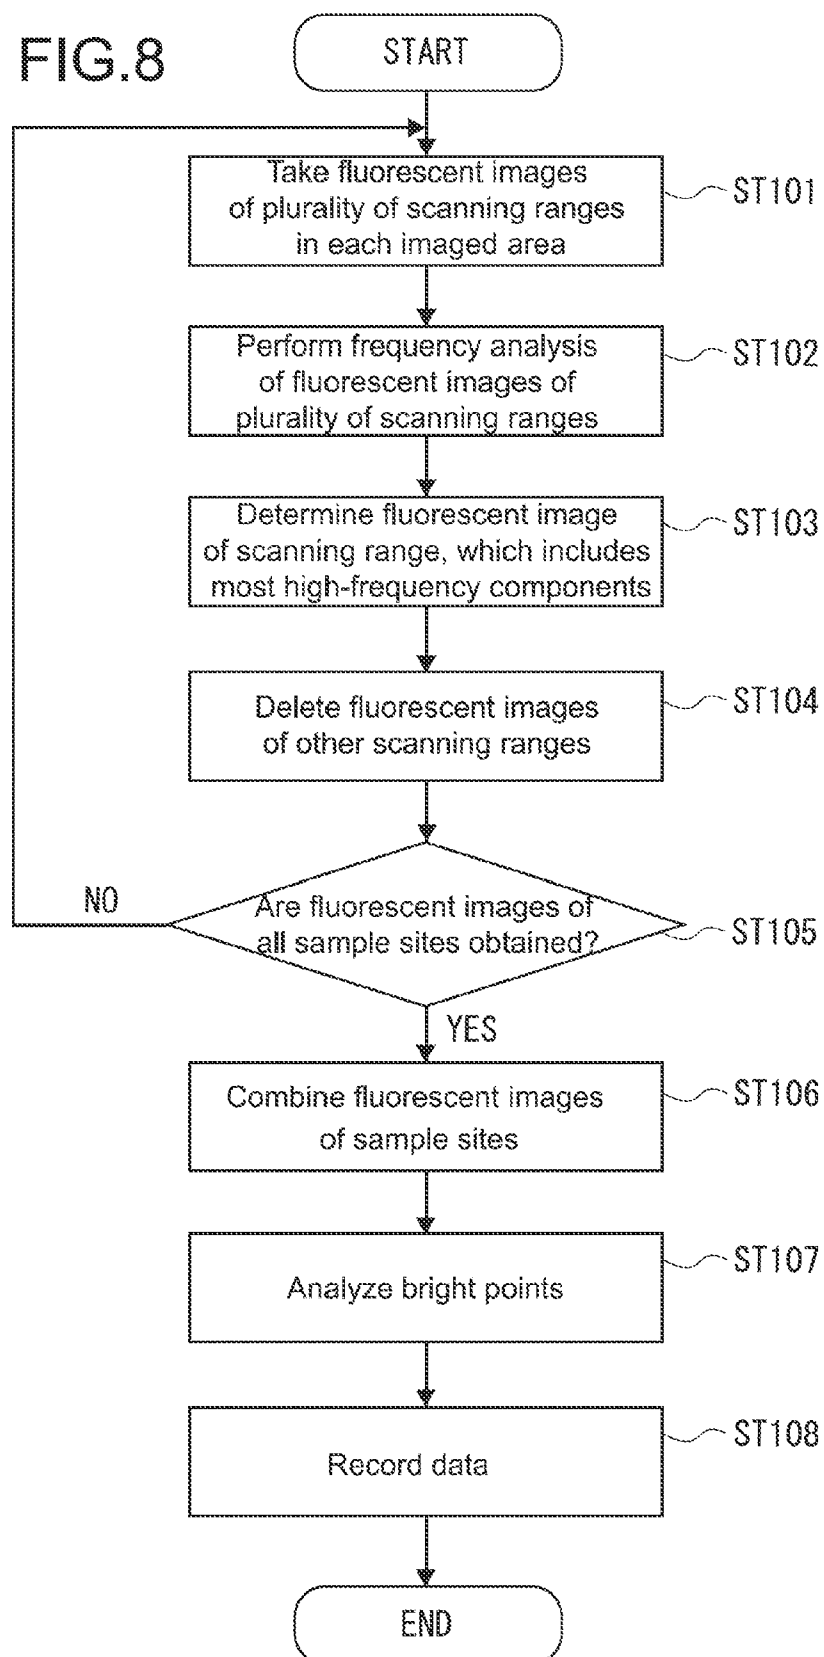 FIG.8
START
Take fluorescent images
of plurality of scanning ranges
in each imaged area
ST101
Perform frequency analysis
of fluorescent images of
plurality of scanning ranges
ST102
Determine fluorescent image
of scanning range, which includes
most high-frequency components
ST103
Delete fluorescent images
of other scanning ranges
ST104
NO
Are fluorescent images of
all sample sites obtained?
ST105
YES
Combine fluorescent images
of sample sites
ST106
Analyze bright points
ST107
Record data
ST108
END